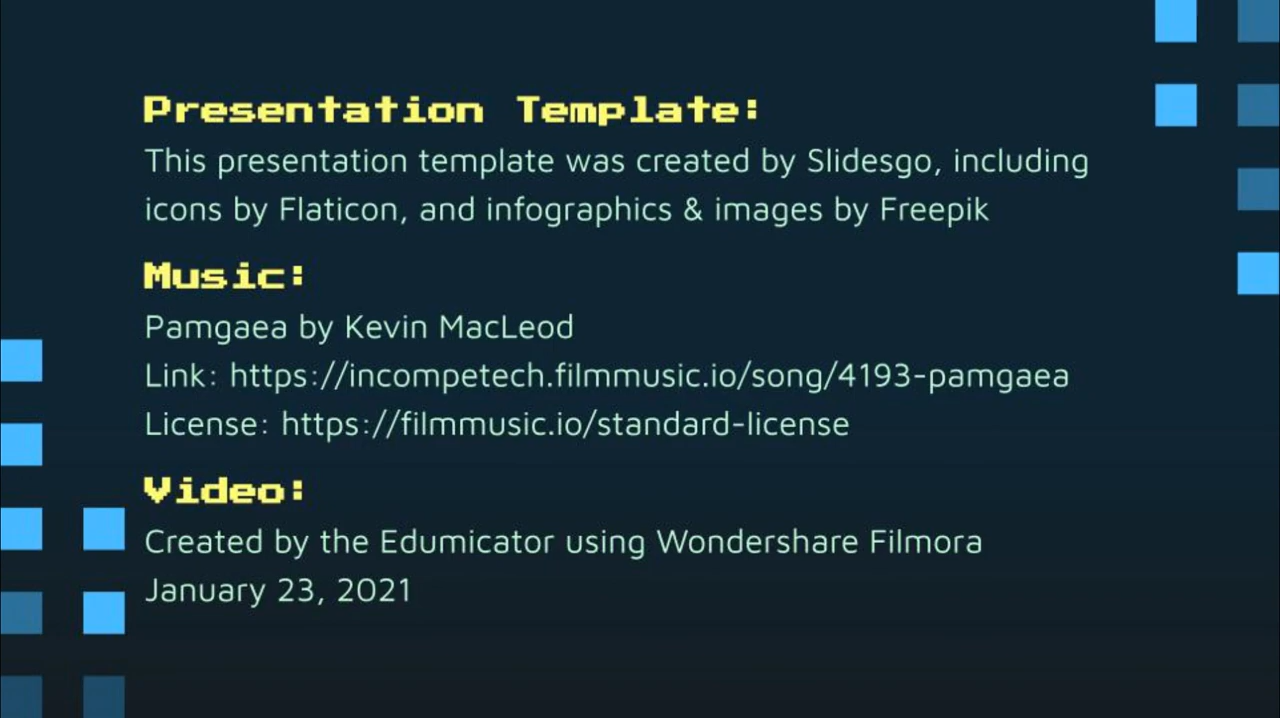 Presentation Template:
This presentation template was created by Slidesgo, including
icons by Flaticon, and infographics & images by Freepik
Music:
Pamgaea by Kevin MacLeod
Link: https://incompetech.filmmusic.io/song/4193-pamgaea
License: https://filmmusic.io/standard-license
Video:
Created by the Edumicator using Wondershare Filmora
January 23, 2021